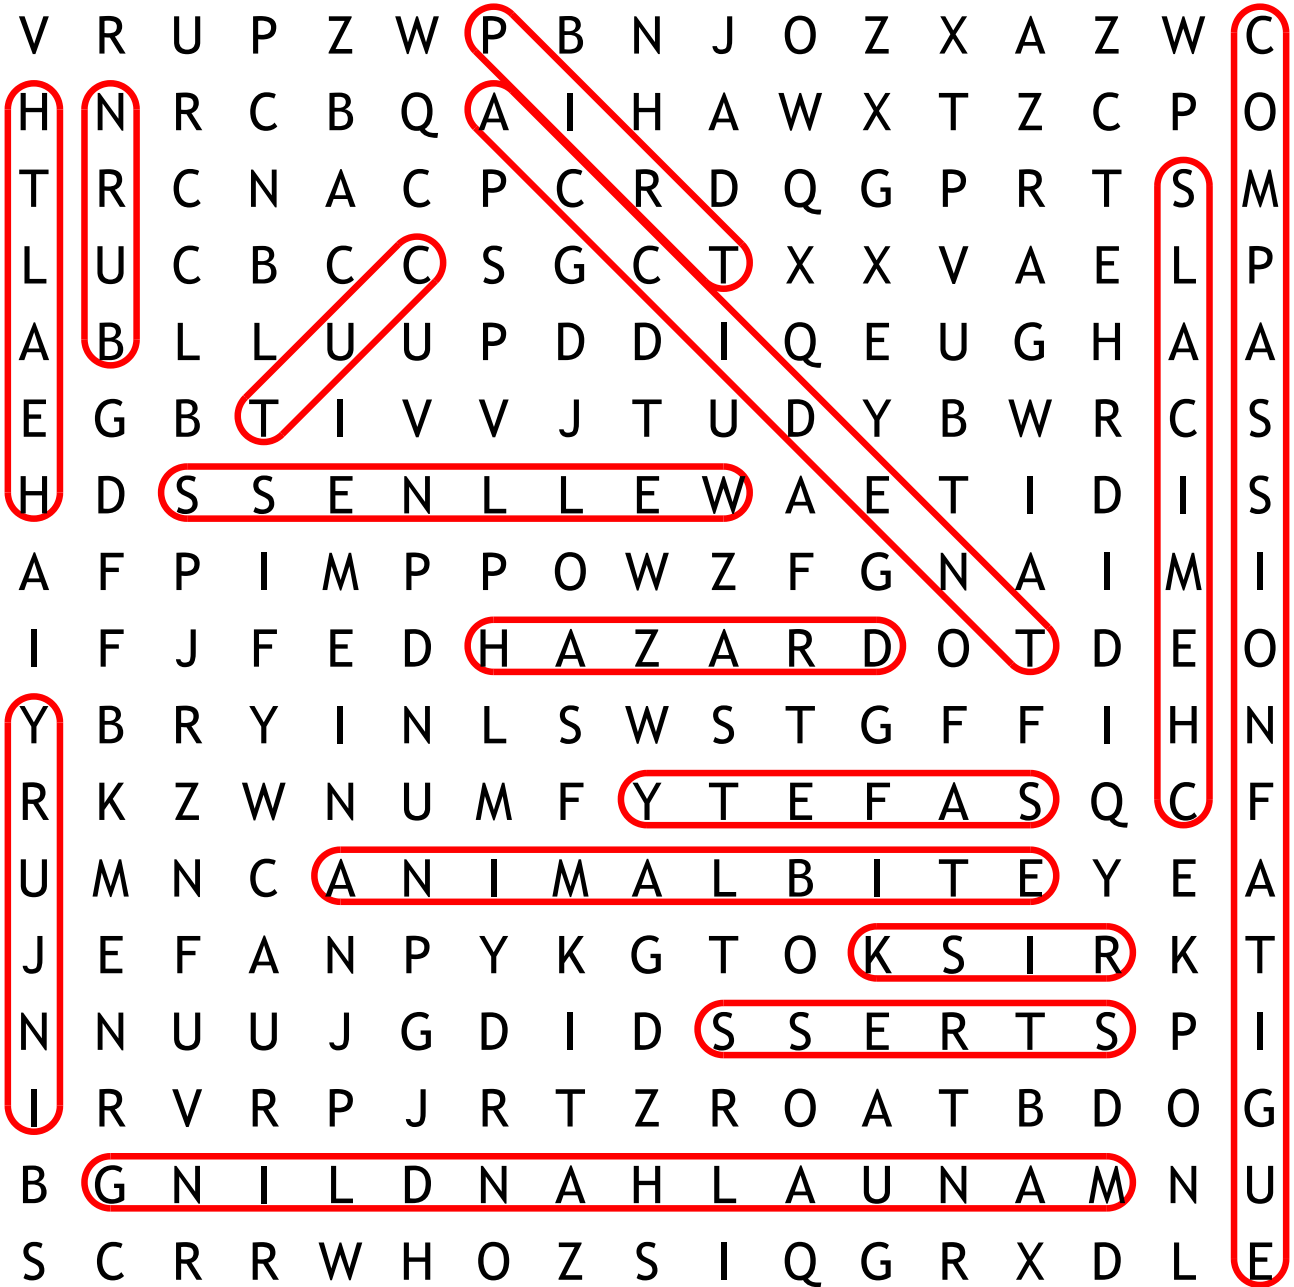 V R U P Z W P B N J O Z X A Z W C
H N R C B Q A I H A W X T Z C P O
T R C N A C P C R D Q G P R T S M
L U C B C C S G C T X X V A E L P
A B L L U U P D D I Q E U G H A A
E G B T I V V J T U D Y B W R C S
H D S S E N L L E W A E T I D I S
A F P I M P P O W Z F G N A I M I
I F J F E D H A Z A R D O T D E O
Y B R Y I N L S W S T G F F I H N
R K Z W N U M F Y T E F A S Q C F
U M N C A N I M A L B I T E Y E A
J E F A N P Y K G T O K S I R K T
N N U U J G D I D S S E R T S P I
I R V R P J R T Z R O A T B D O G
B G N I L D N A H L A U N A M N U
S C R R W H O Z S I Q G R X D L E